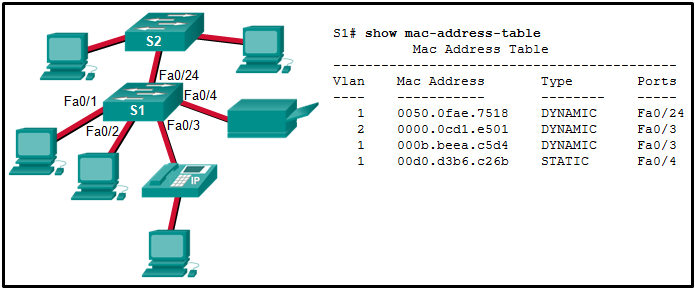 S2
Fa0/24
Fa0/1
Fa0/4
S1
Fa0/2
Fa0/3
IP
S1# show mac-address-table
Mac Address Table
-------------------------------------------
Vlan Mac Address Type Ports
---- ----------- -------- -----
1 0050.0fae.7518 DYNAMIC Fa0/24
2 0000.0cd1.e501 DYNAMIC Fa0/3
1 000b.beea.c5d4 DYNAMIC Fa0/3
1 00d0.d3b6.c26b STATIC Fa0/4